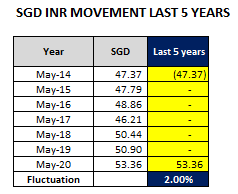 SGD INR MOVEMENT LAST 5 YEARS
Year SGD Last 5 years
May-14 47.37 (47.37)
May-15 47.79 -
May-16 48.86 -
May-17 46.21 -
May-18 50.44 -
May-19 50.90 -
May-20 53.36 53.36
Fluctuation 2.00%